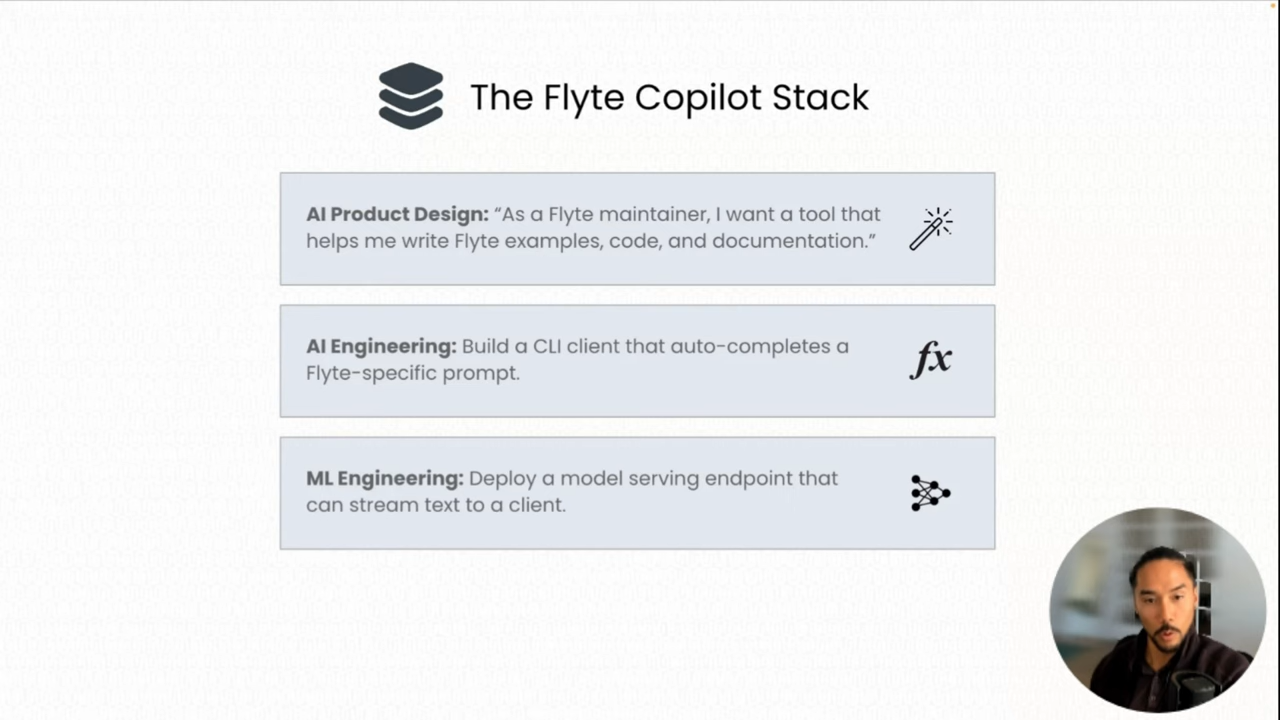 The Flyte Copilot Stack
AI Product Design: “As a Flyte maintainer, I want a tool that
helps me write Flyte examples, code, and documentation.”
AI Engineering: Build a CLI client that auto-completes a
Flyte-specific prompt.
fx
ML Engineering: Deploy a model serving endpoint that
can stream text to a client.